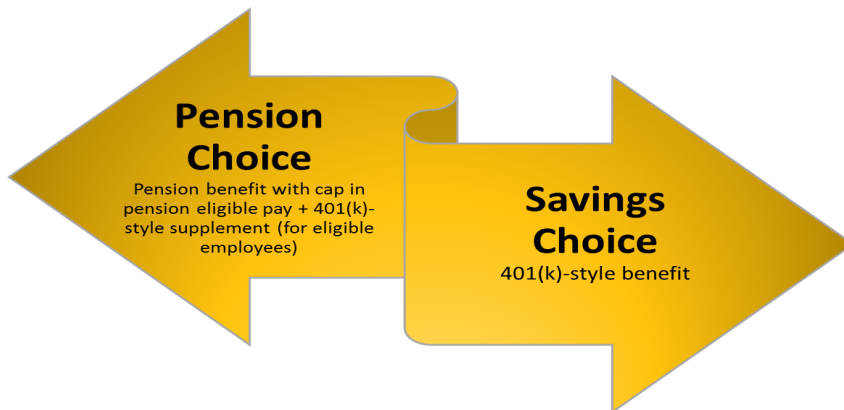 Pension
Choice
Pension benefit with cap in
pension eligible pay + 401(k)-
style supplement (for eligible
employees)
Savings
Choice
401(k)-style benefit